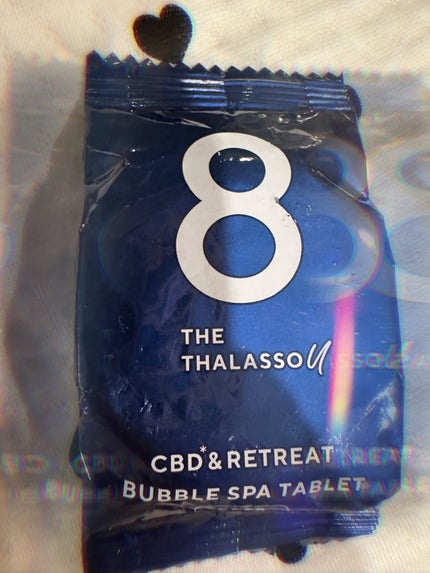 8
THE
THALASSO U
CBD*& RETREAT
BUBBLE SPA TABLET